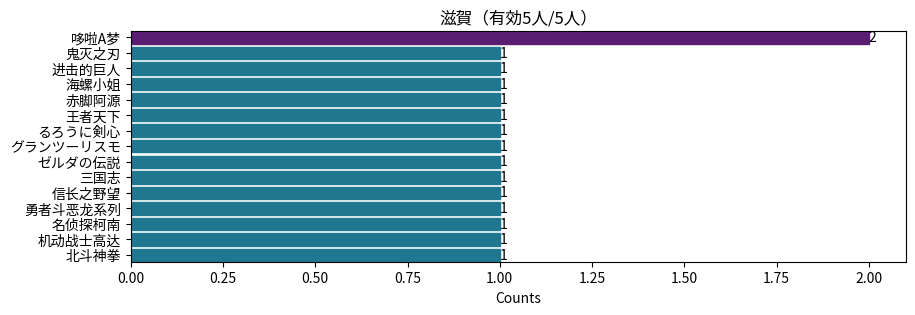 滋賀（有効5人/5人）
哆啦A梦 2
鬼灭之刃 1
进击的巨人 1
海螺小姐 1
赤脚阿源 1
王者天下 1
るろうに剣心 1
グランツーリスモ 1
ゼルダの伝説 1
三国志 1
信长之野望 1
勇者斗恶龙系列 1
名侦探柯南 1
机动战士高达 1
北斗神拳 1
0.00 0.25 0.50 0.75 1.00 1.25 1.50 1.75 2.00
Counts